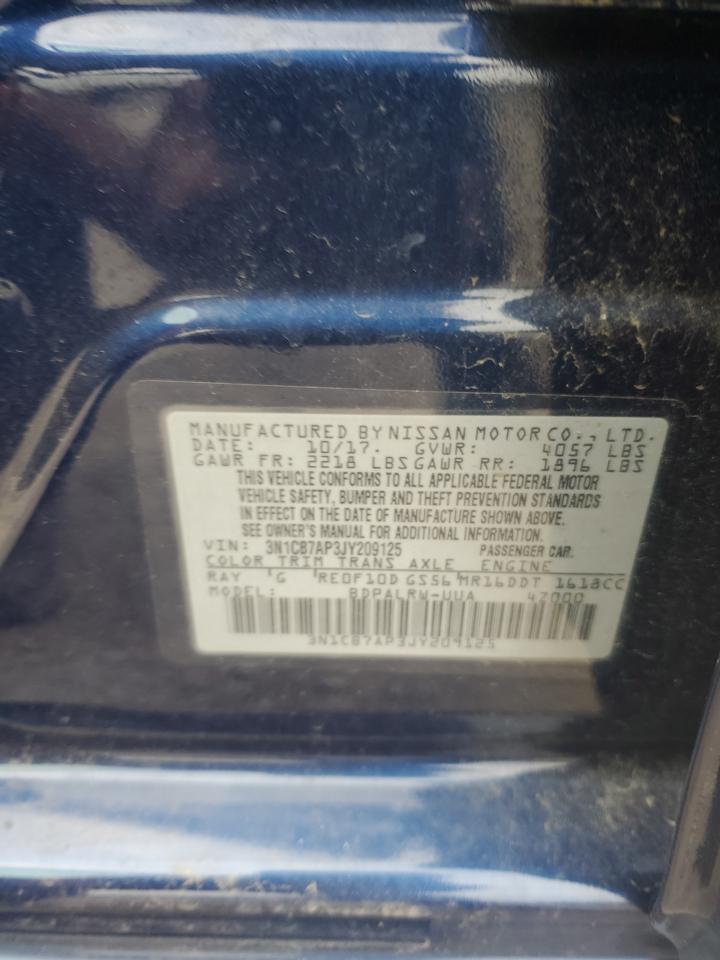 MANUFACTURED BY NISSAN MOTOR CO., LTD.
DATE: 10/17. GVWR: 4057 LBS
GAWR FR: 2218 LBS GAWR RR: 1896 LBS
THIS VEHICLE CONFORMS TO ALL APPLICABLE FEDERAL MOTOR
VEHICLE SAFETY, BUMPER AND THEFT PREVENTION STANDARDS
IN EFFECT ON THE DATE OF MANUFACTURE SHOWN ABOVE.
SEE OWNER'S MANUAL FOR ADDITIONAL INFORMATION.
VIN: 3N1CB7AP3JY209125 PASSENGER CAR.
COLOR TRIM TRANS AXLE ENGINE
RAY G RE0F10D GS56 MR16DDT 1618CC
MODEL: BDPALRW-UUA 47000
3N1CB7AP3JY209125